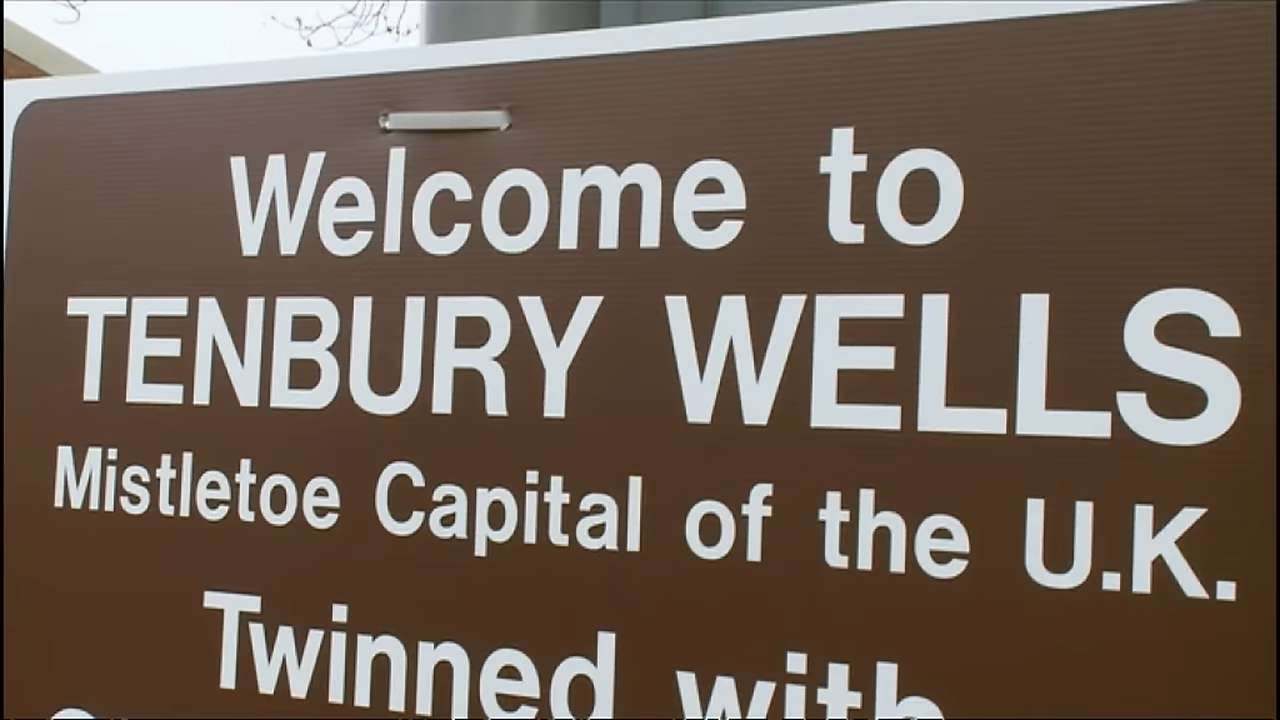 Welcome to
TENBURY WELLS
Mistletoe Capital of the U.K.
Twinned with